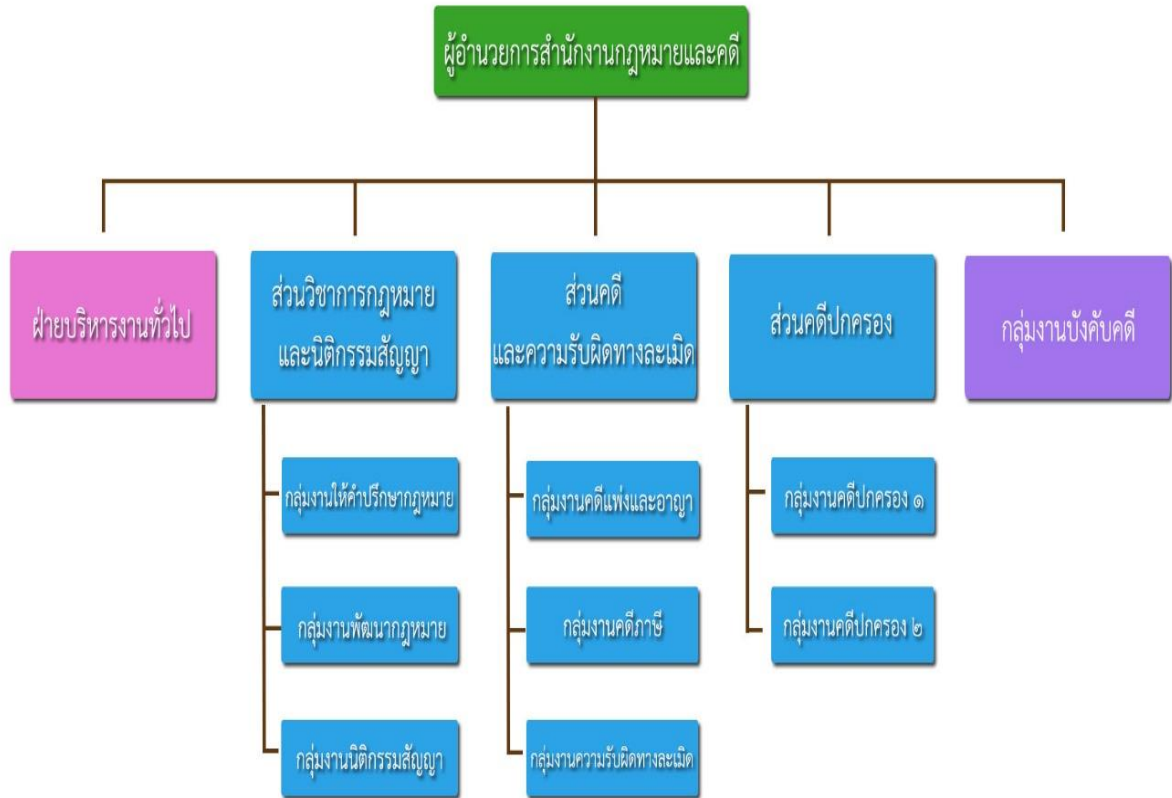 ผู้อำนวยการสำนักงานกฎหมายและคดี
ฝ่ายบริหารงานทั่วไป
ส่วนวิชาการกฎหมาย
และนิติกรรมสัญญา
ส่วนคดี
และความรับผิดทางละเมิด
ส่วนคดีปกครอง
กลุ่มงานบังคับคดี
กลุ่มงานให้คำปรึกษากฎหมาย
กลุ่มงานพัฒนากฎหมาย
กลุ่มงานนิติกรรมสัญญา
กลุ่มงานคดีแพ่งและอาญา
กลุ่มงานคดีภาษี
กลุ่มงานความรับผิดทางละเมิด
กลุ่มงานคดีปกครอง ๑
กลุ่มงานคดีปกครอง ๒